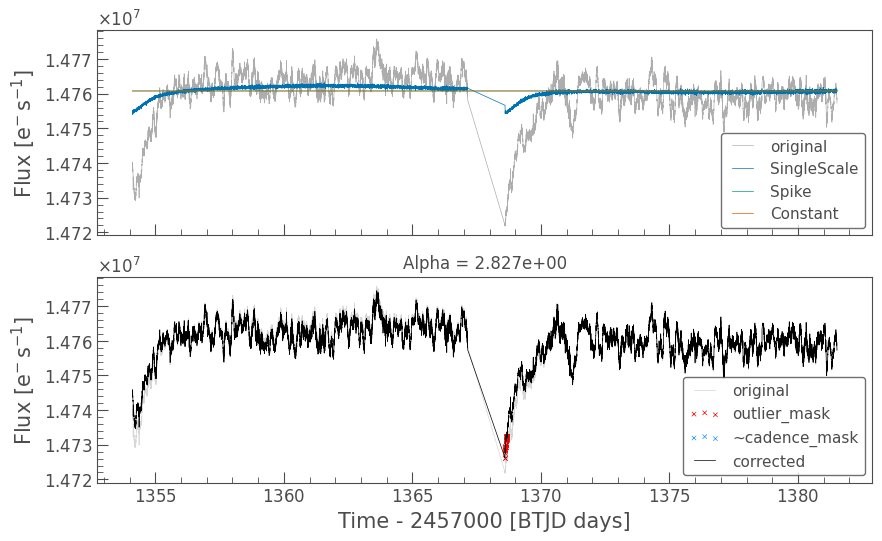 ×10⁷
1.477
1.476
1.475
1.474
1.473
1.472
Flux [e⁻ s⁻¹]
original
SingleScale
Spike
Constant
Alpha = 2.827e+00
×10⁷
1.477
1.476
1.475
1.474
1.473
1.472
Flux [e⁻ s⁻¹]
original
outlier_mask
~cadence_mask
corrected
1355 1360 1365 1370 1375 1380
Time - 2457000 [BTJD days]